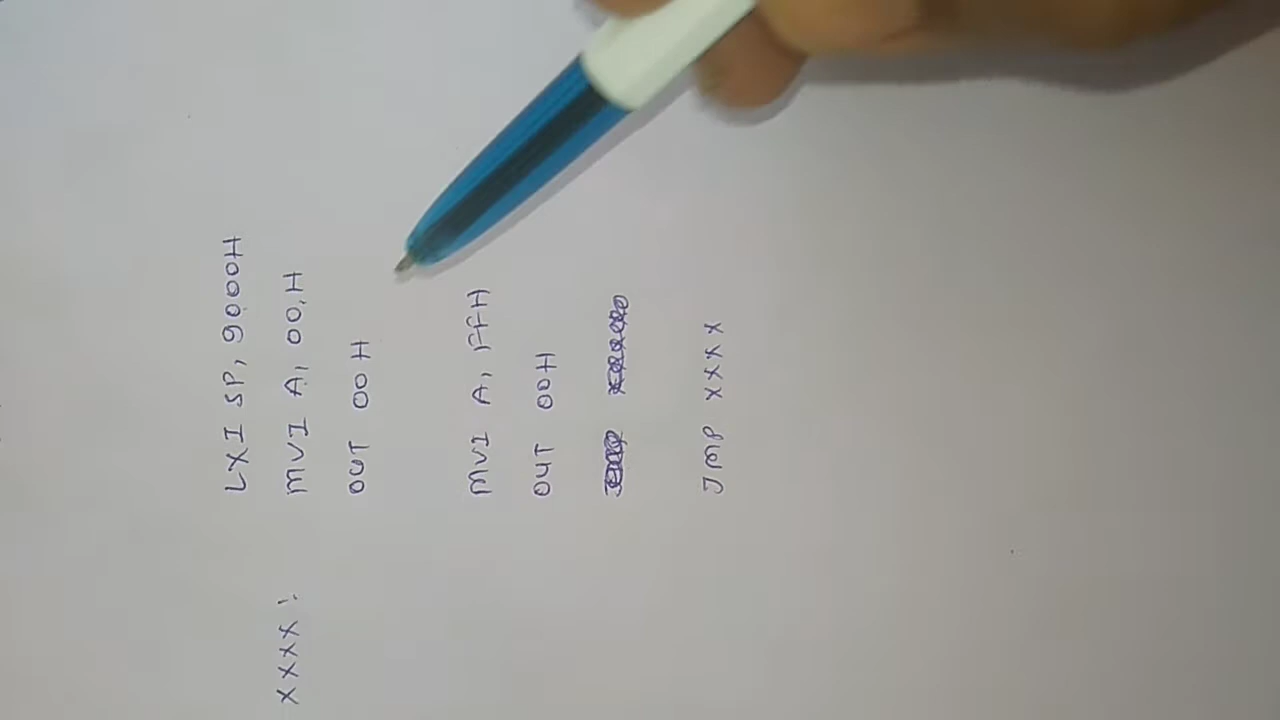 LXI SP, 9000H
XXXX: MVI A, 00H
OUT 00H
MVI A, FFH
OUT 00H
JMP XXXX